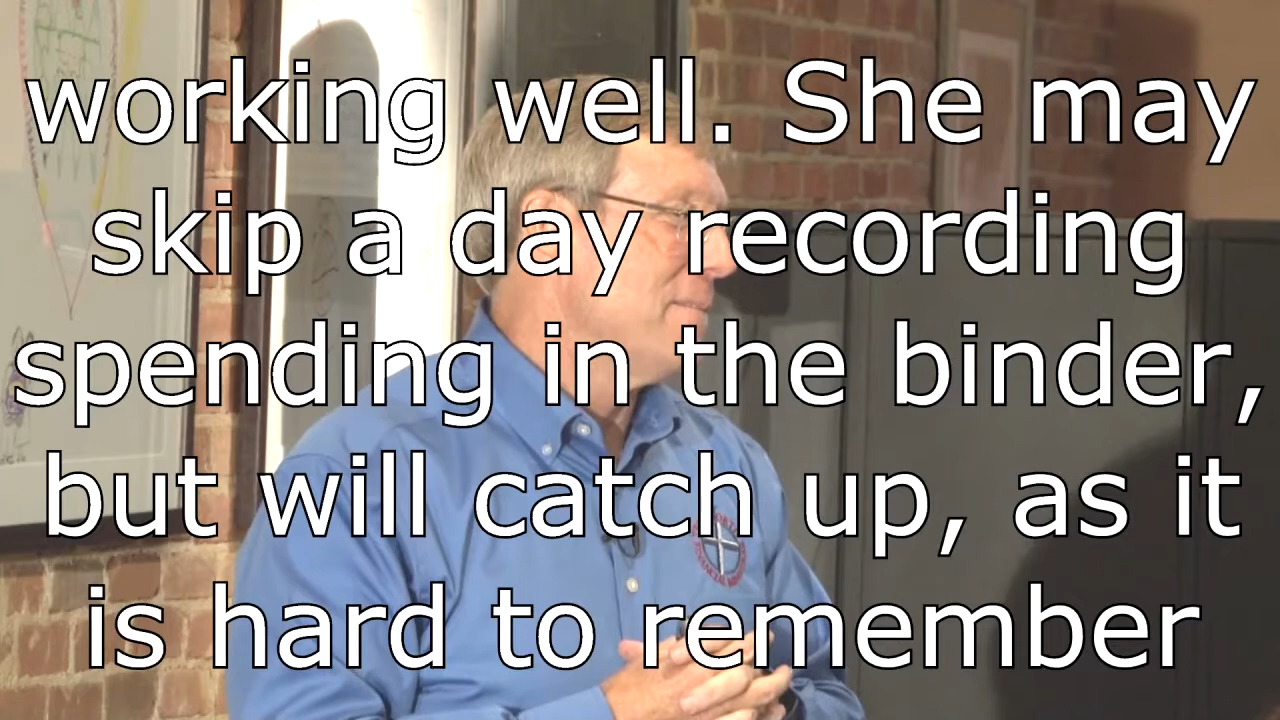 working well. She may
skip a day recording
spending in the binder,
but will catch up, as it
is hard to remember